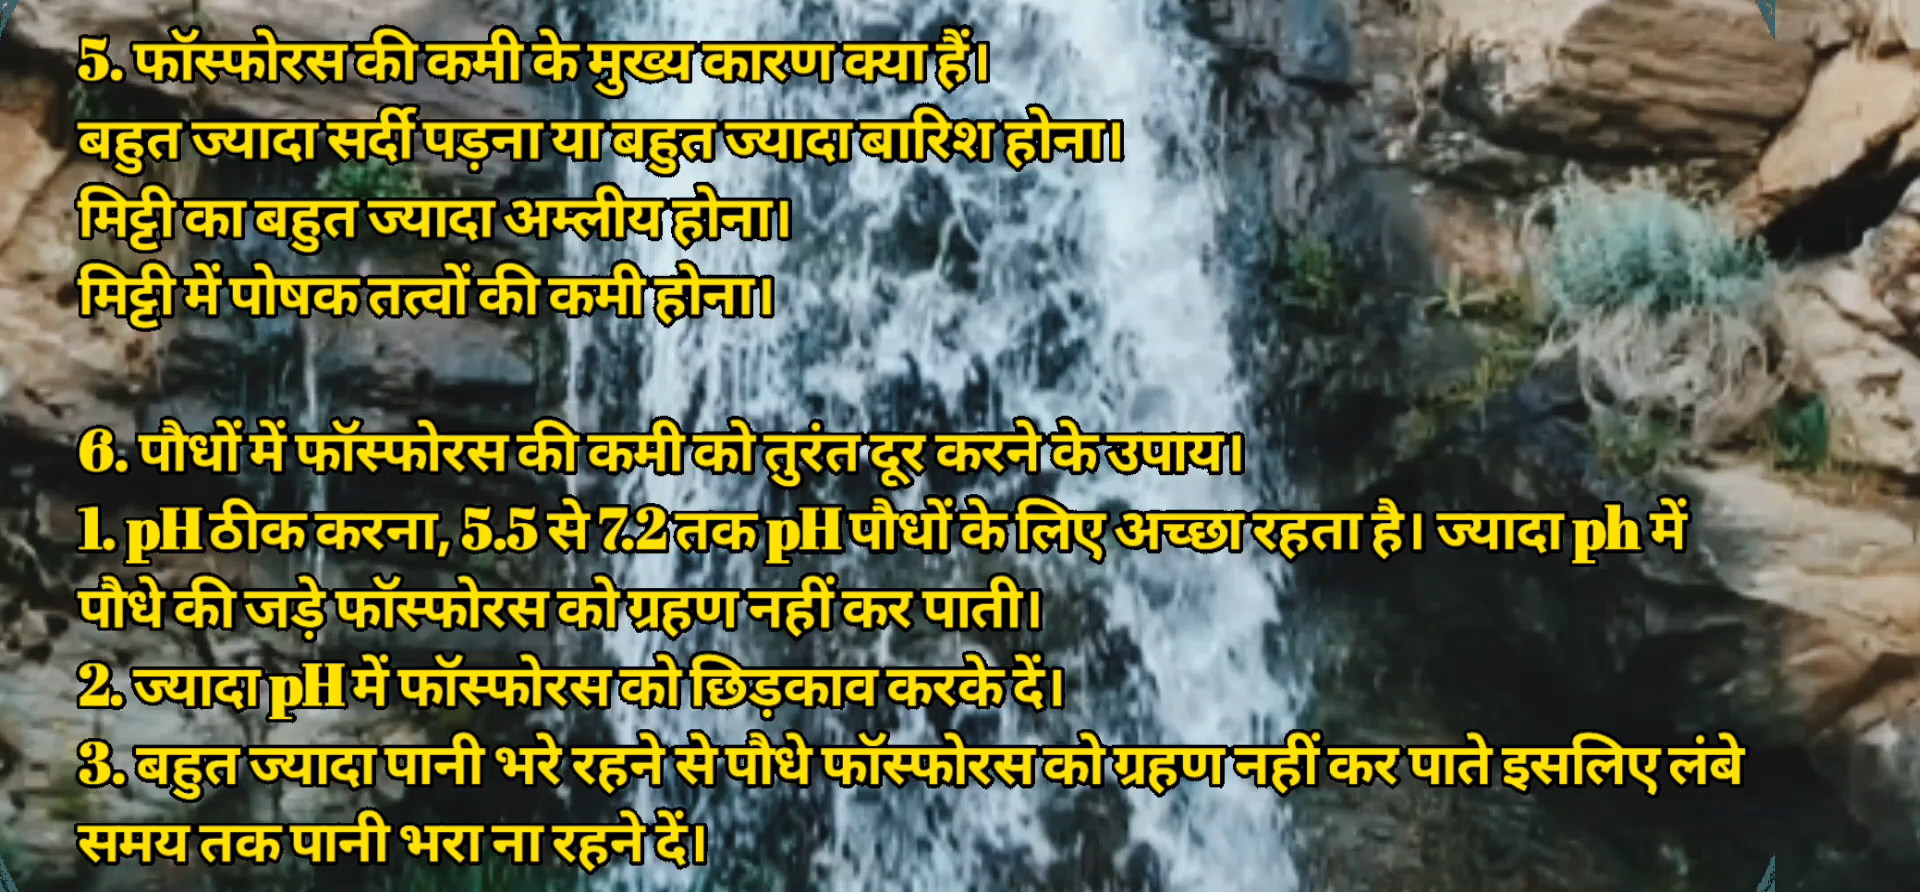 5. फॉस्फोरस की कमी के मुख्य कारण क्या हैं।
बहुत ज्यादा सर्दी पड़ना या बहुत ज्यादा बारिश होना।
मिट्टी का बहुत ज्यादा अम्लीय होना।
मिट्टी में पोषक तत्वों की कमी होना।
6. पौधों में फॉस्फोरस की कमी को तुरंत दूर करने के उपाय।
1. pH ठीक करना, 5.5 से 7.2 तक pH पौधों के लिए अच्छा रहता है। ज्यादा ph में
पौधे की जड़े फॉस्फोरस को ग्रहण नहीं कर पाती।
2. ज्यादा pH में फॉस्फोरस को छिड़काव करके दें।
3. बहुत ज्यादा पानी भरे रहने से पौधे फॉस्फोरस को ग्रहण नहीं कर पाते इसलिए लंबे
समय तक पानी भरा ना रहने दें।